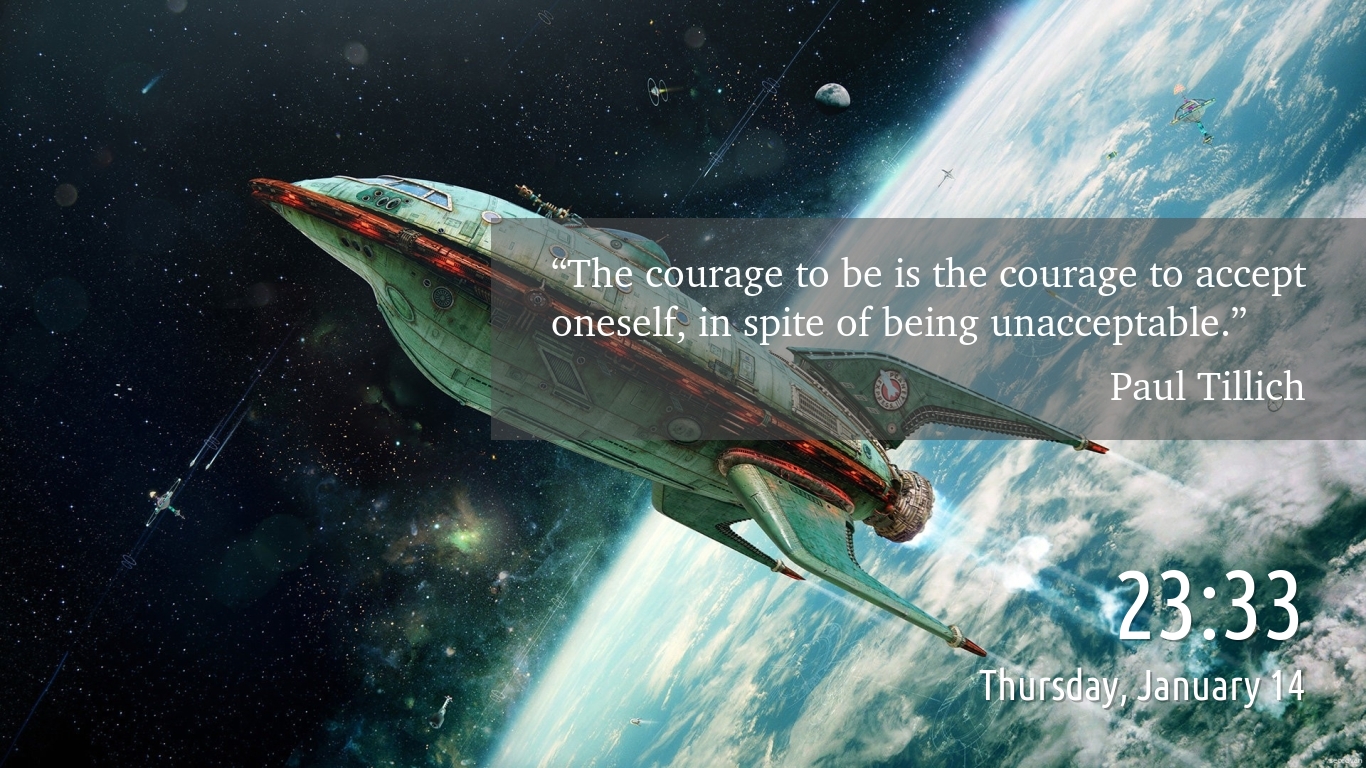 “The courage to be is the courage to accept
oneself, in spite of being unacceptable.”
Paul Tillich
23:33
Thursday, January 14